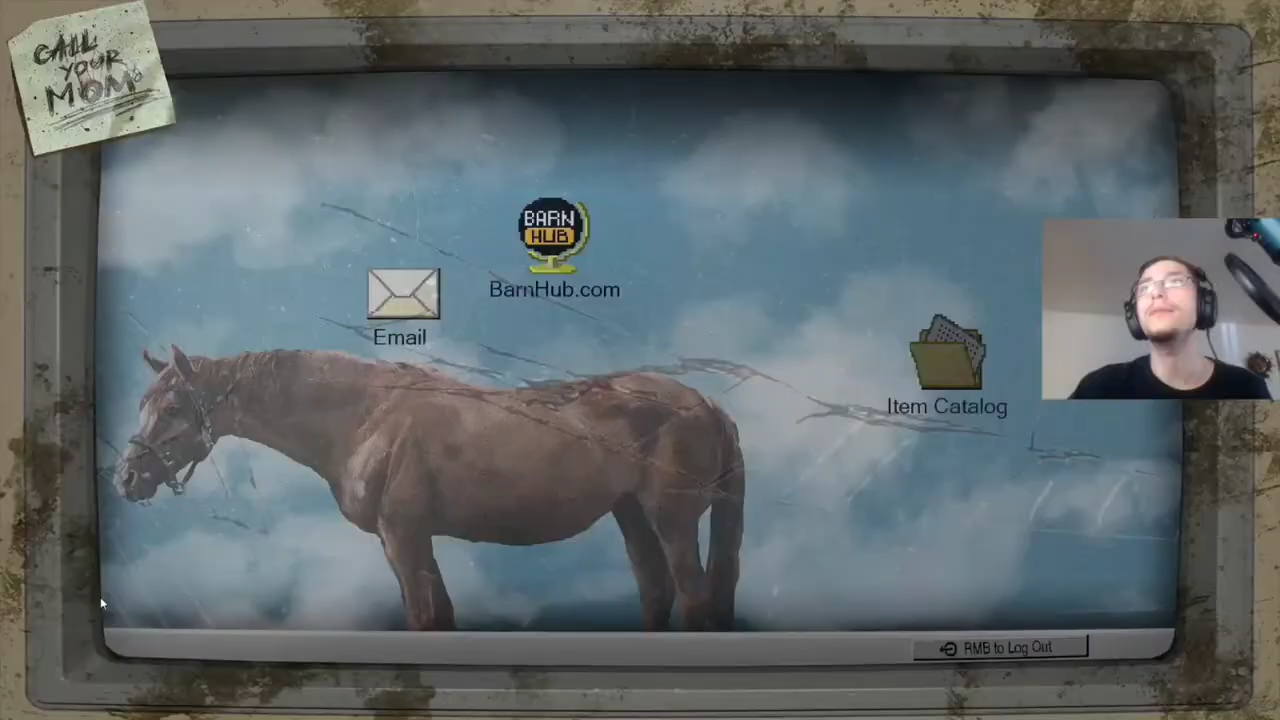 CALL
YOUR
MOM
BARN
HUB
BarnHub.com
Email
Item Catalog
RMB to Log Out